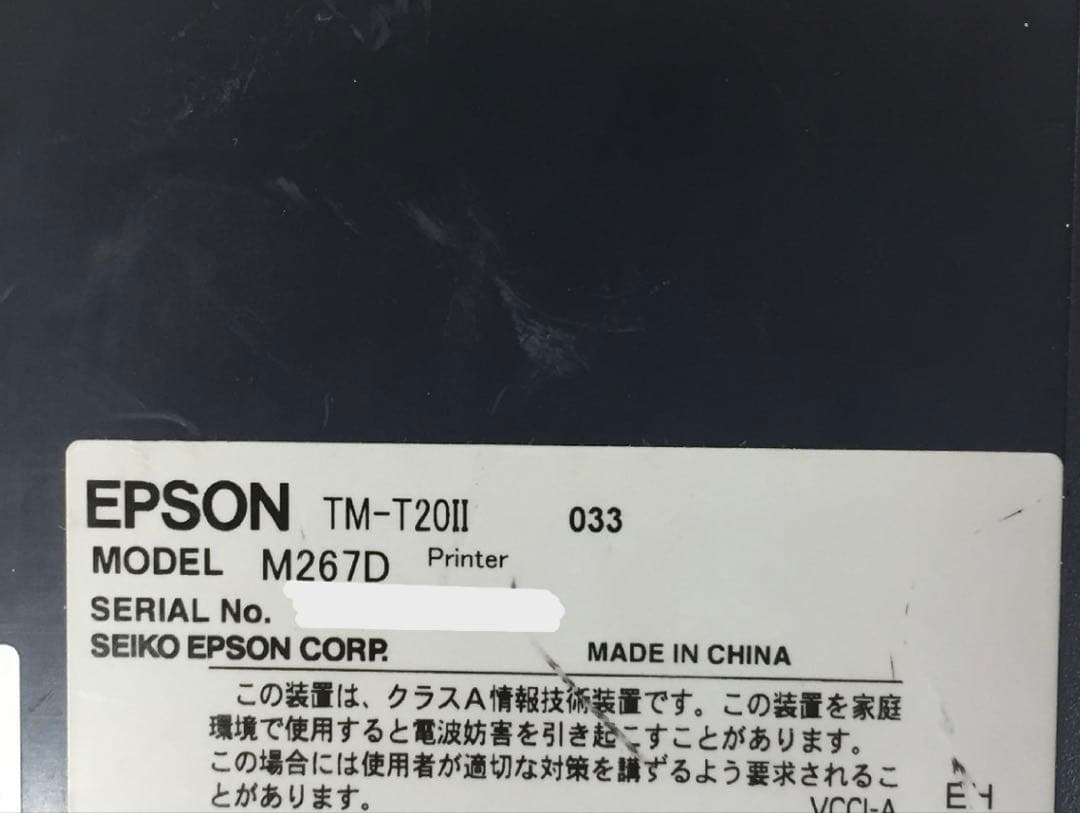 EPSON TM-T20II 033
MODEL M267D Printer
SERIAL No.
SEIKO EPSON CORP. MADE IN CHINA
この装置は、クラスA情報技術装置です。この装置を家庭
環境で使用すると電波妨害を引き起こすことがあります。
この場合には使用者が適切な対策を講ずるよう要求されるこ
とがあります。
VCCI-A